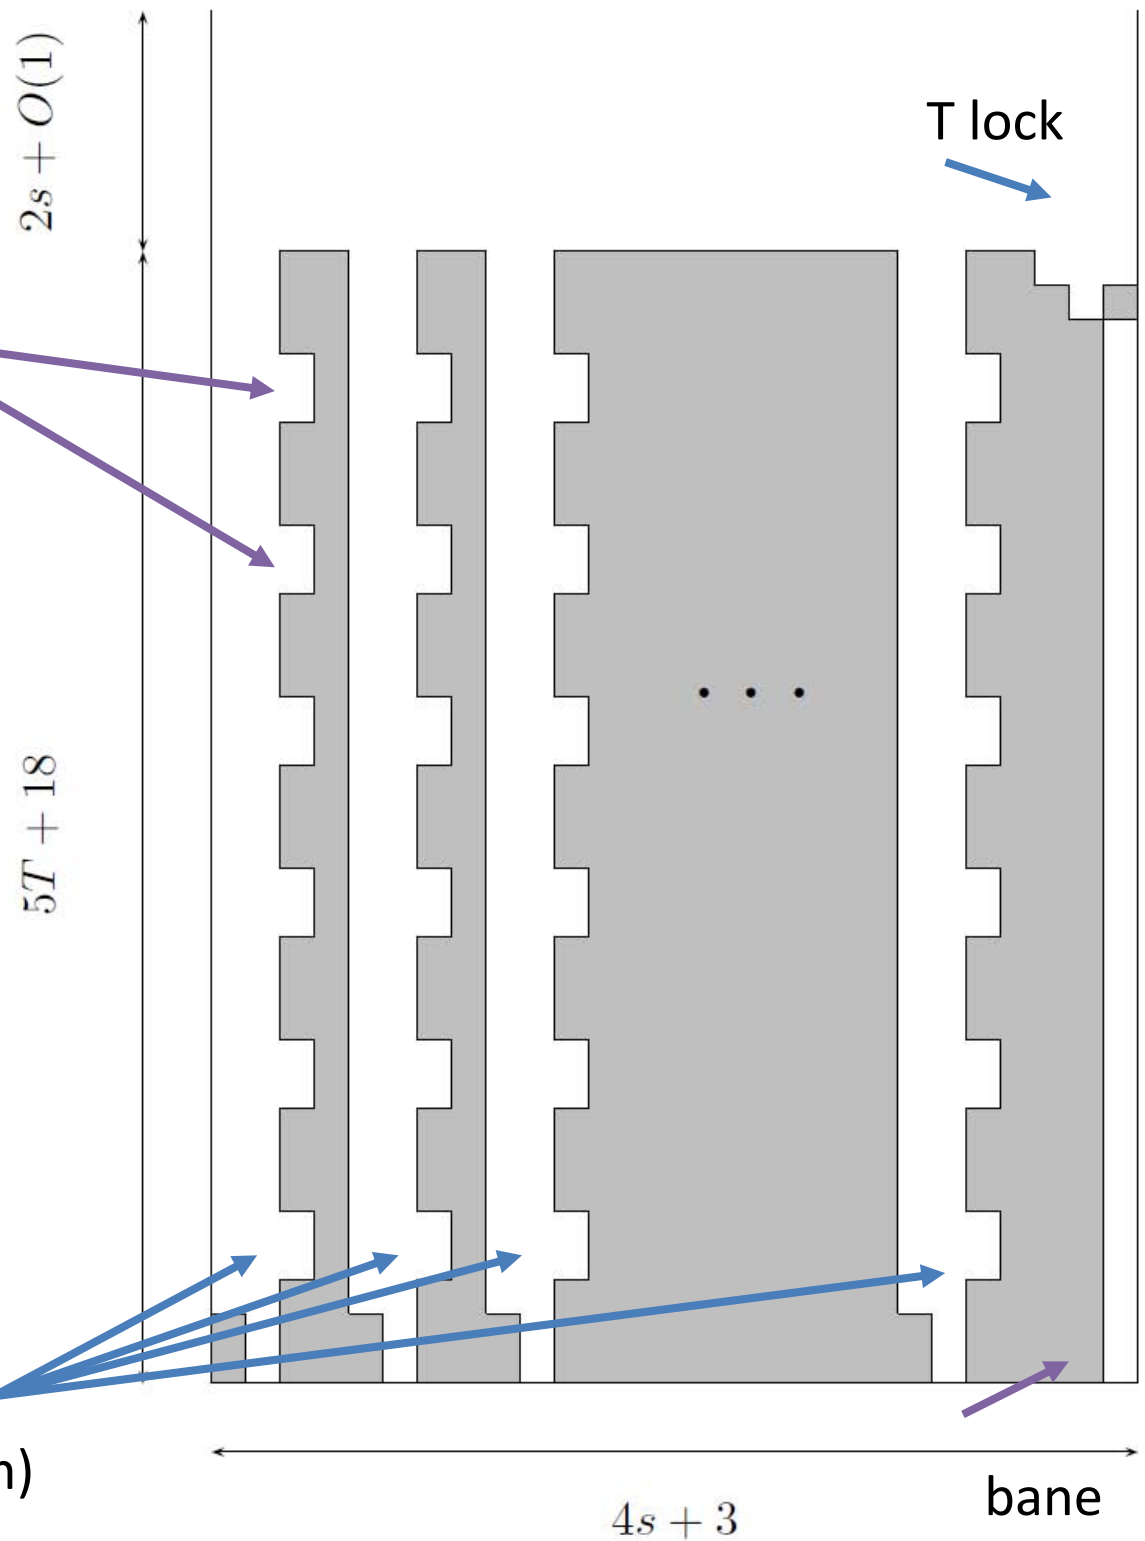 2s + O(1)
T lock
• • •
5T + 18
n)
4s + 3
bane